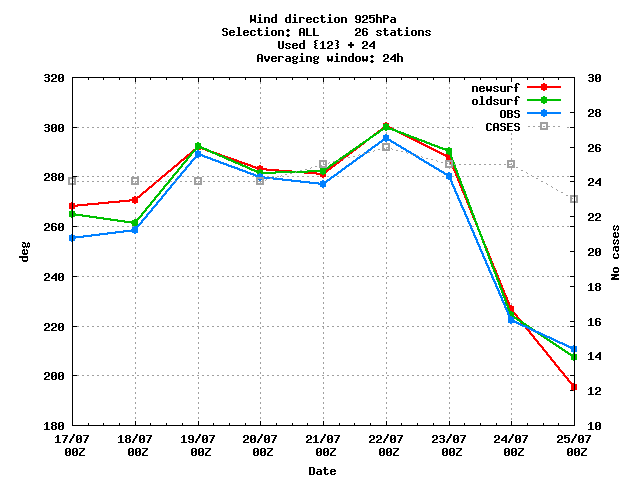 Wind direction 925hPa
Selection: ALL     26 stations
Used {12} + 24
Averaging window: 24h
newsurf
oldsurf
OBS
CASES
320
300
280
260
240
220
200
180
deg
30
28
26
24
22
20
18
16
14
12
10
No cases
17/07 18/07 19/07 20/07 21/07 22/07 23/07 24/07 25/07
00Z 00Z 00Z 00Z 00Z 00Z 00Z 00Z 00Z
Date